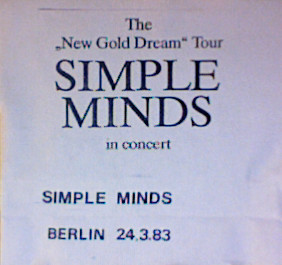 The
„New Gold Dream“ Tour
SIMPLE
MINDS
in concert
SIMPLE MINDS
BERLIN 24.3.83